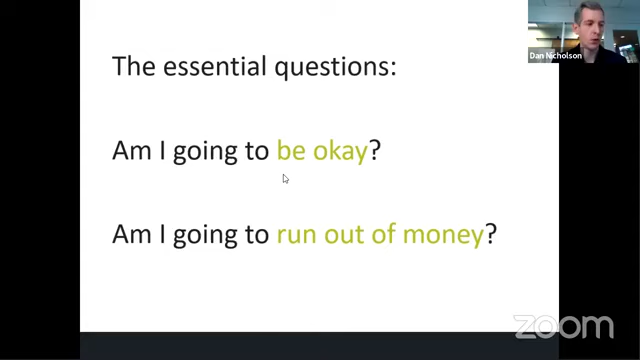 Dan Nicholson
The essential questions:
Am I going to be okay?
Am I going to run out of money?
zoom